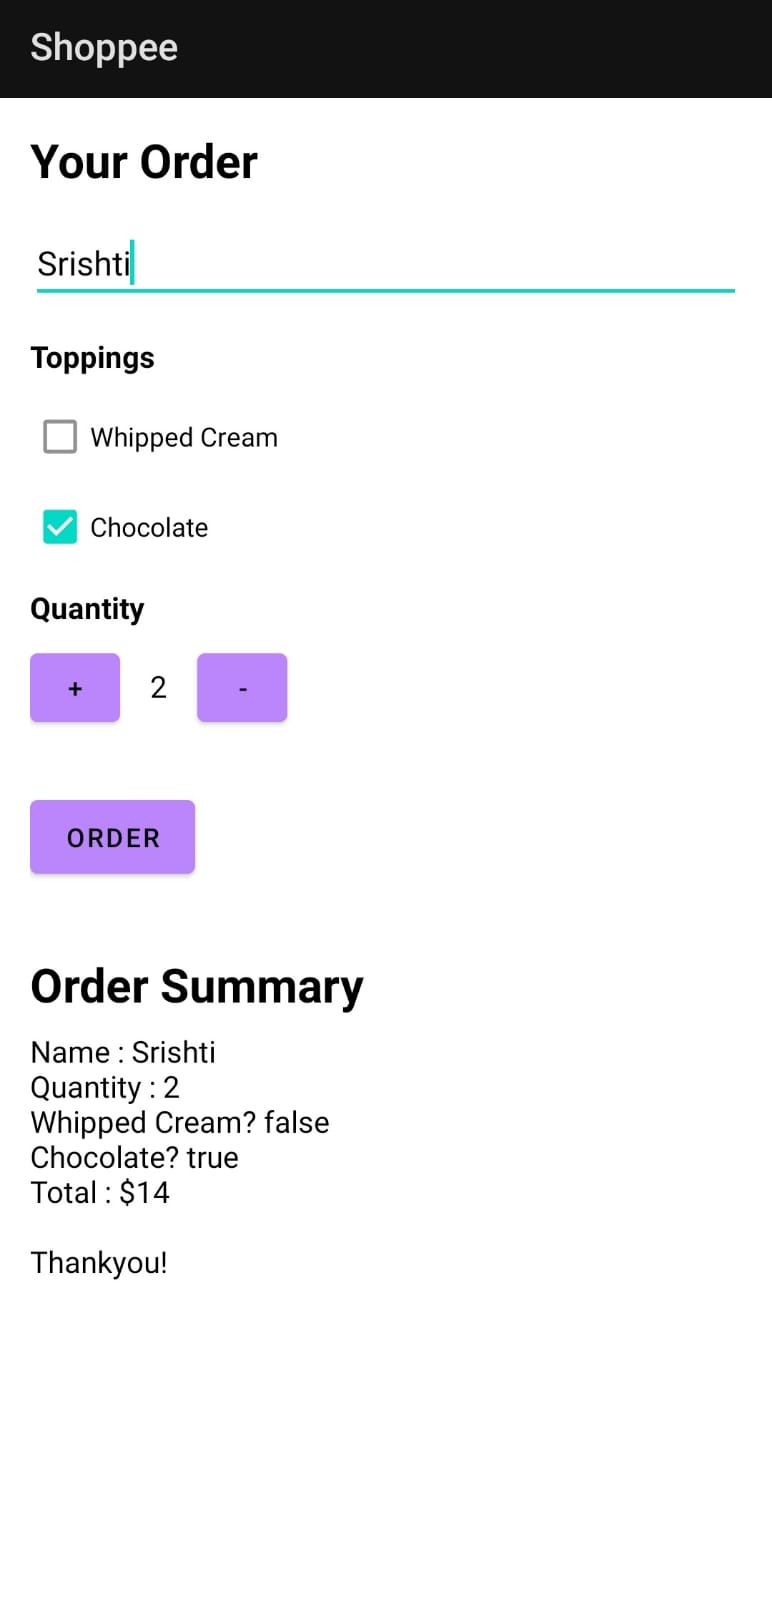 Shoppee
Your Order
Srishti
Toppings
Whipped Cream
Chocolate
Quantity
+ 2 -
ORDER
Order Summary
Name : Srishti
Quantity : 2
Whipped Cream? false
Chocolate? true
Total : $14
Thankyou!